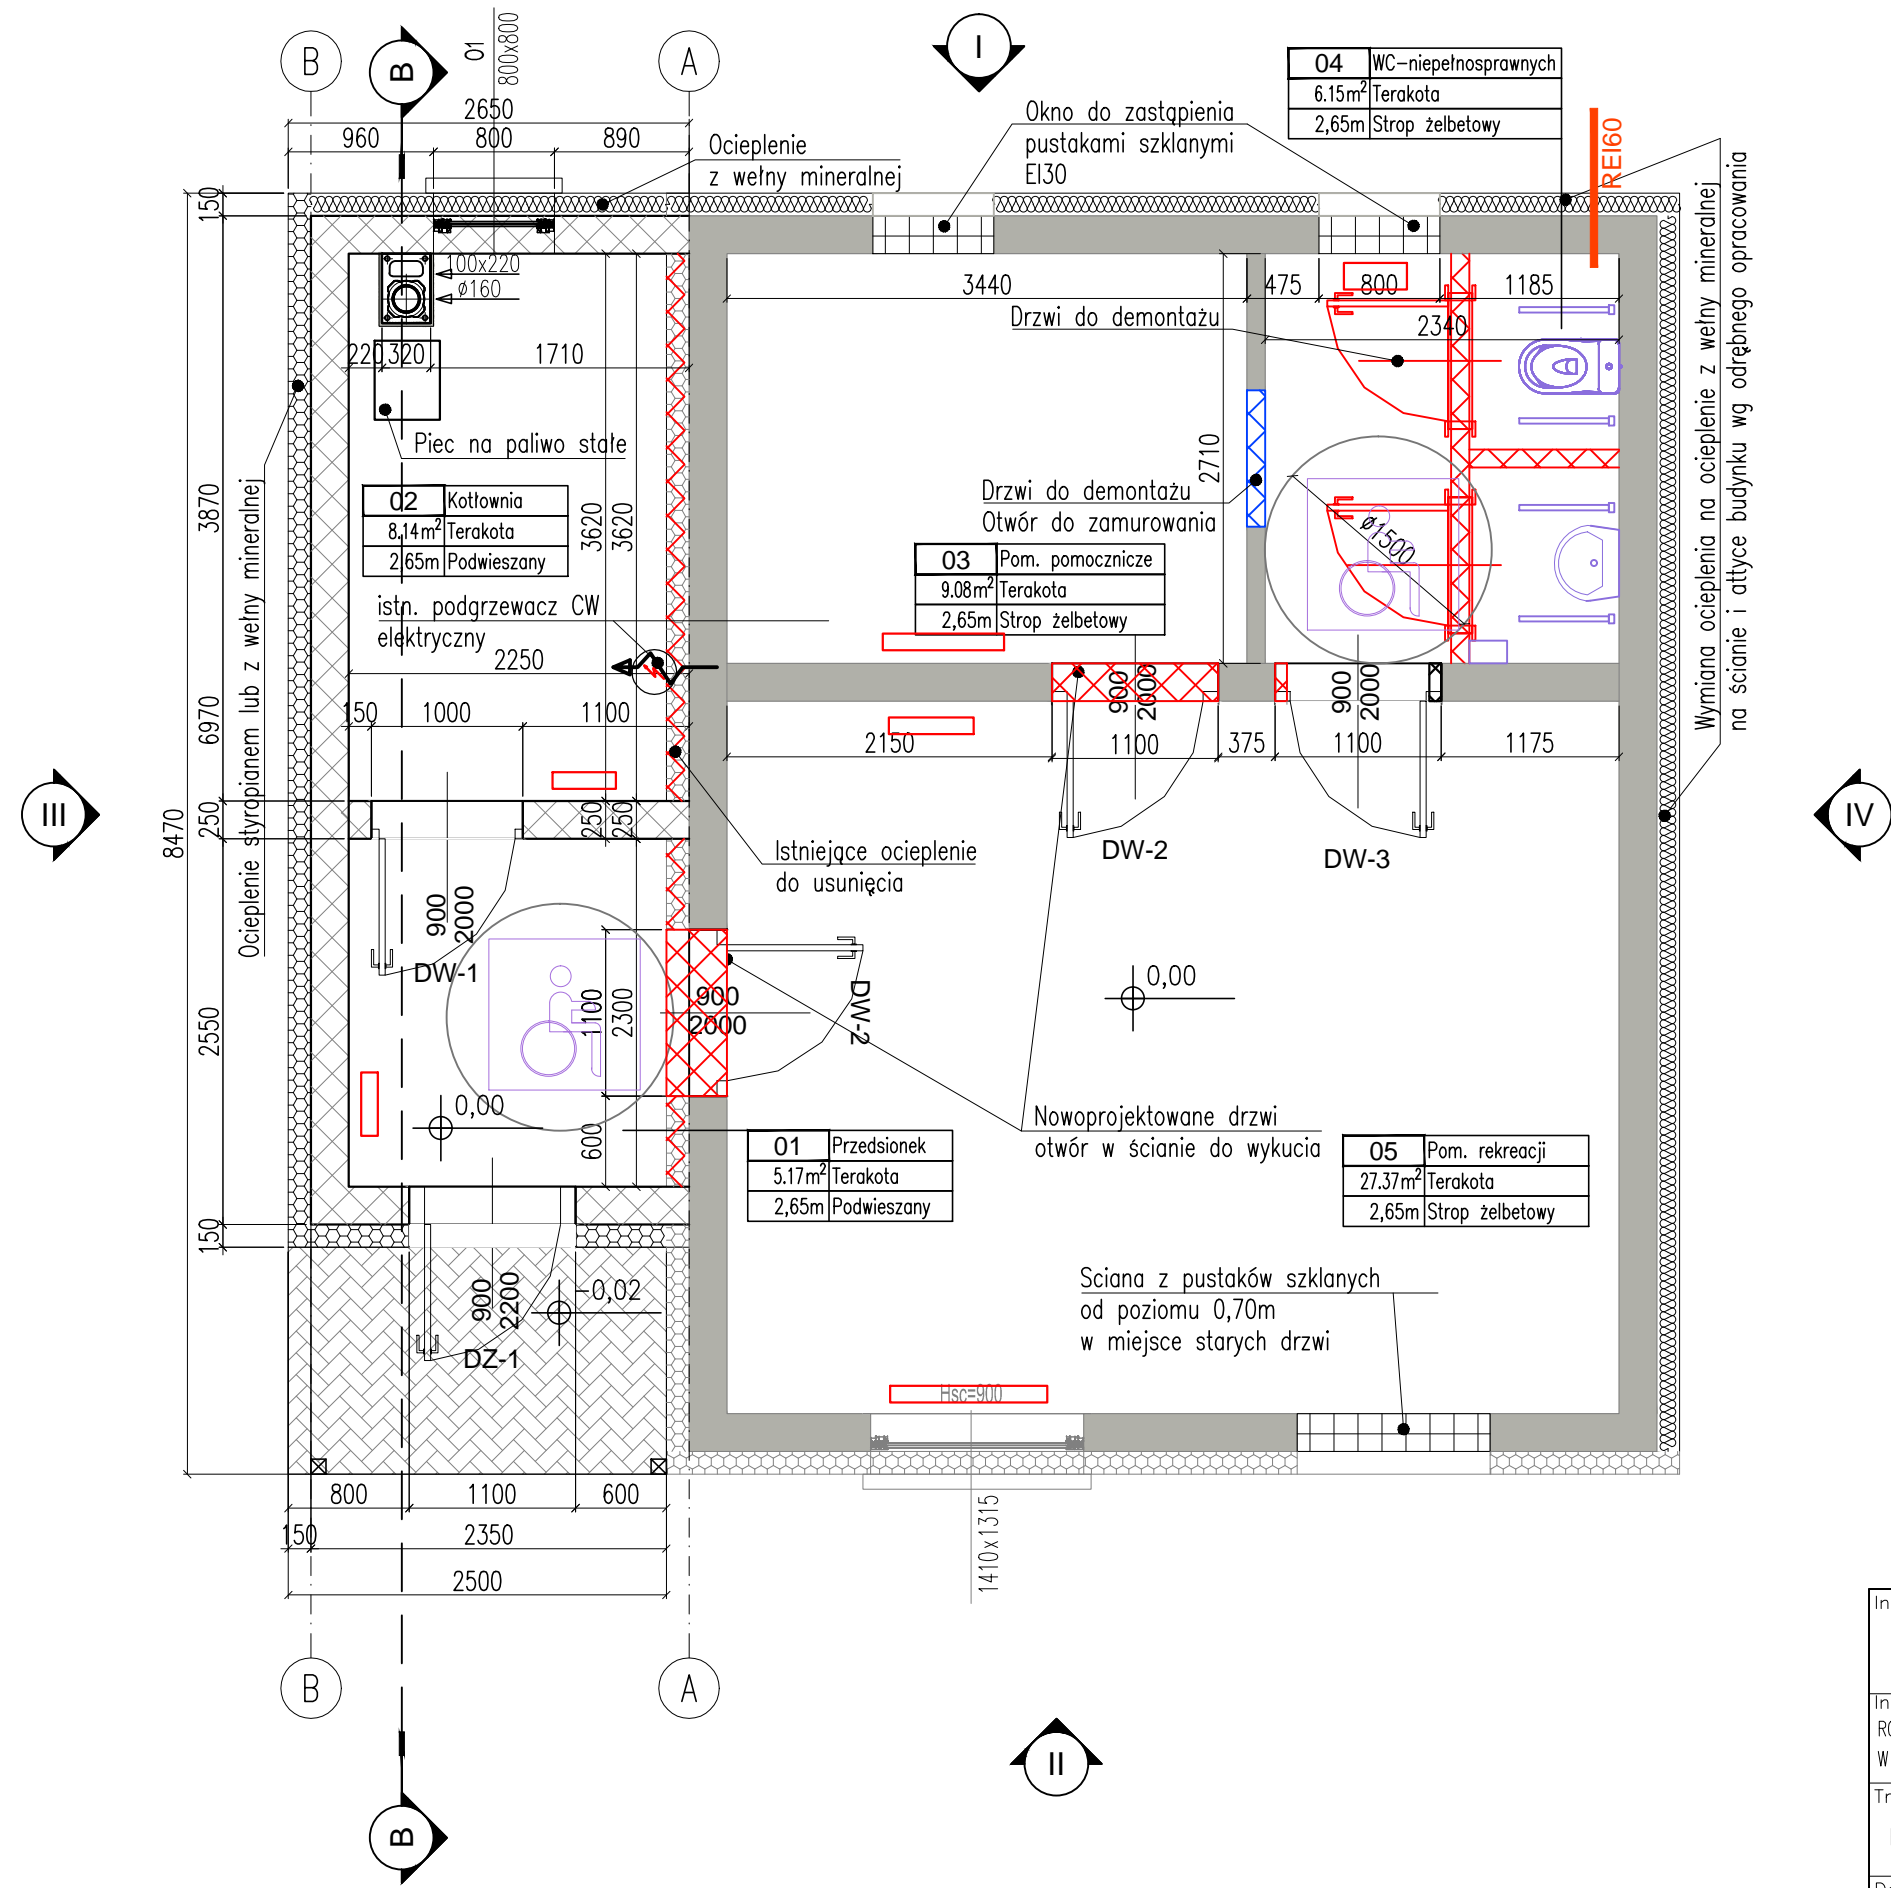 B
B
01
800x800
A
I
2650
960
800
890
Ocieplenie
z wełny mineralnej
Okno do zastąpienia
pustakami szklanymi
EI30
04
WC-niepełnosprawnych
6.15m²
Terakota
2,65m
Strop żelbetowy
REI60
Wymiana ocieplenia na ocieplenie z wełny mineralnej
na ścianie i attyce budynku wg odrębnego opracowania
150
3870
6970
250
8470
2550
150
Ocieplenie styropianem lub z wełny mineralnej
100x220
ø160
220
320
1710
Piec na paliwo stałe
02
Kotłownia
8,14m²
Terakota
2,65m
Podwieszany
3620
3620
istn. podgrzewacz CW
elektryczny
2250
150
1000
1100
250
250
3440
475
800
1185
Drzwi do demontażu
2340
2710
Drzwi do demontażu
Otwór do zamurowania
ø1500
03
Pom. pomocnicze
9.08m²
Terakota
2,65m
Strop żelbetowy
900
2000
900
2000
2150
1100
375
1100
1175
DW-2
DW-3
III
IV
Istniejące ocieplenie
do usunięcia
900
2000
DW-1
1100
2300
900
2000
DW-2
0,00
0,00
600
01
Przedsionek
5.17m²
Terakota
2,65m
Podwieszany
Nowoprojektowane drzwi
otwór w ścianie do wykucia
05
Pom. rekreacji
27.37m²
Terakota
2,65m
Strop żelbetowy
900
2200
-0,02
DZ-1
Sciana z pustaków szklanych
od poziomu 0,70m
w miejsce starych drzwi
Hsc=900
1410x1315
800
1100
600
150
2350
2500
B
A
II
B
In
In
W